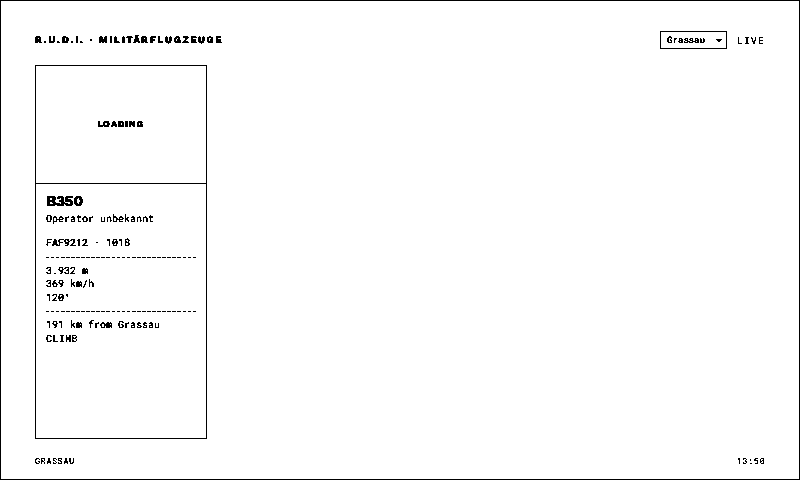 R.U.D.I. · MILITÄRFLUGZEUGE
Grassau
LIVE
LOADING
B350
Operator unbekannt
FAF9212 · 1018
3.932 m
369 km/h
120°
191 km from Grassau
CLIMB
GRASSAU
13:50